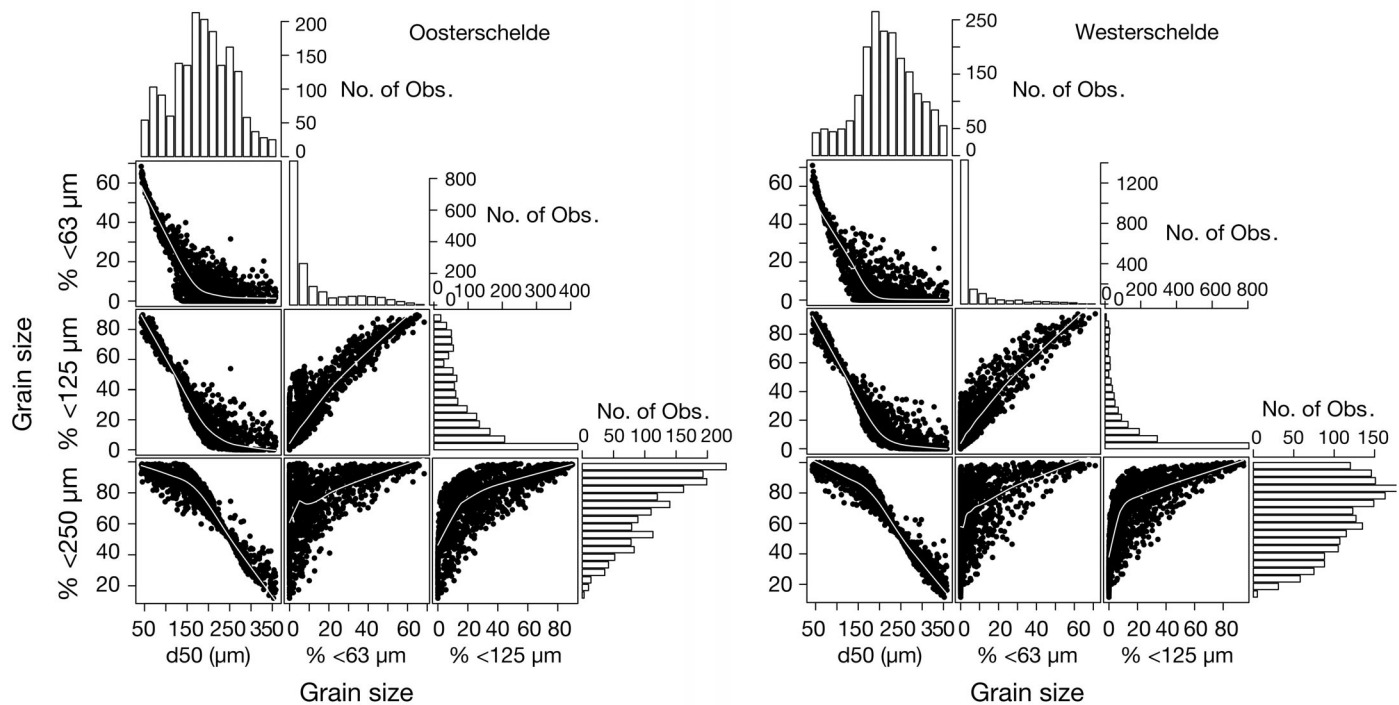 Oosterschelde
200
150
100
50
0
No. of Obs.
% <63 µm
60
40
20
0
800
600
400
200
0
No. of Obs.
0 100 200 300 400
Grain size
% <125 µm
80
60
40
20
0
No. of Obs.
0 50 100 150 200
% <250 µm
80
60
40
20
50 150 250 350
d50 (µm)
0 20 40 60
% <63 µm
0 20 40 60 80
% <125 µm
Grain size
Westerschelde
250
150
50
0
No. of Obs.
60
40
20
0
1200
800
400
0
No. of Obs.
0 200 400 600 800
80
60
40
20
0
No. of Obs.
0 50 100 150
80
60
40
20
50 150 250 350
d50 (µm)
0 20 40 60
% <63 µm
0 20 40 60 80
% <125 µm
Grain size